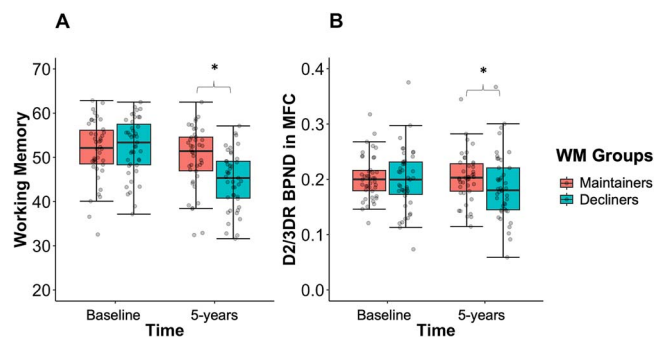 A
B
Working Memory
70
60
50
40
30
20
*
Baseline
5-years
Time
D2/3DR BPND in MFC
0.4
0.3
0.2
0.1
0.0
*
Baseline
5-years
Time
WM Groups
Maintainers
Decliners